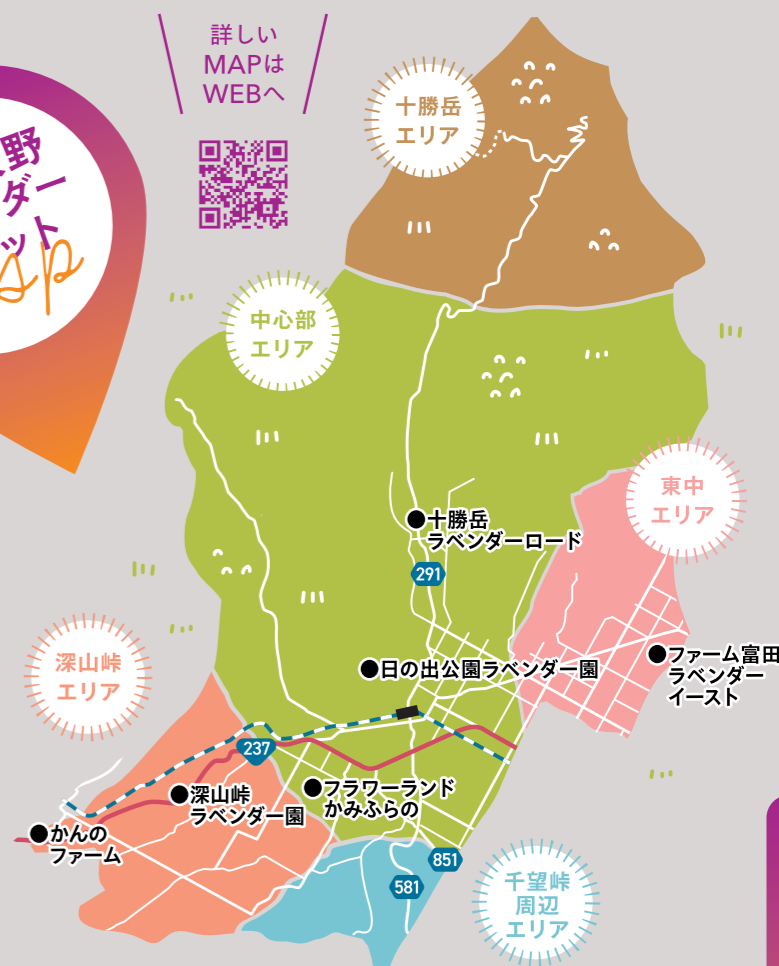 詳しい
MAPは
WEBへ
野
ダー
ット
十勝岳
エリア
中心部
エリア
東中
エリア
十勝岳
ラベンダーロード
291
深山峠
エリア
日の出公園ラベンダー園
ファーム富田
ラベンダー
イースト
237
深山峠
ラベンダー園
フラワーランド
かみふらの
かんの
ファーム
851
581
千望峠
周辺
エリア